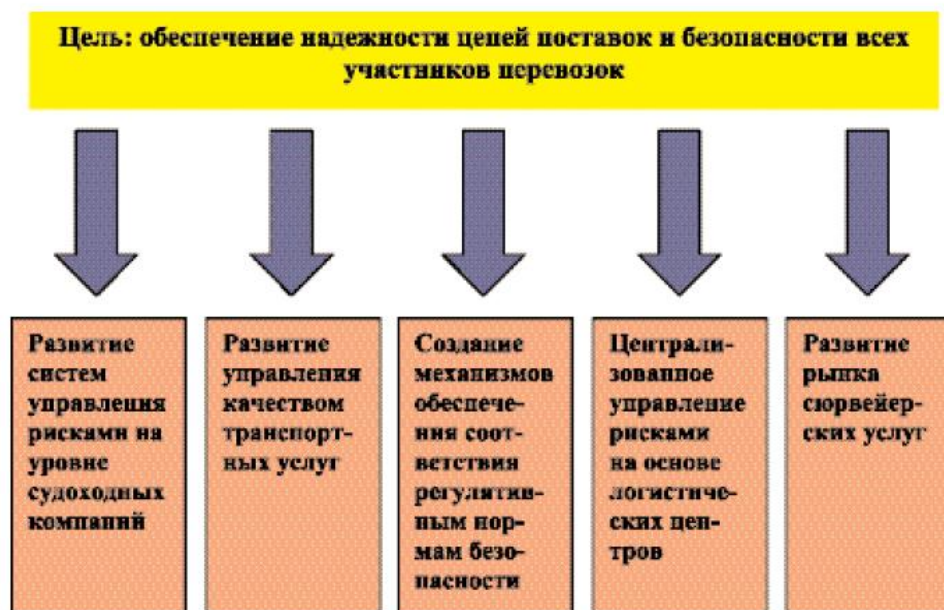 Цель: обеспечение надежности цепей поставок и безопасности всех
участников перевозок
Развитие
систем
управления
рисками на
уровне
судоходных
компаний
Развитие
управления
качеством
транспорт-
ных услуг
Создание
механизмов
обеспече-
ния соот-
ветствия
регулятив-
ным нор-
мам безо-
пасности
Централи-
зованное
управление
рисками
на основе
логистиче-
ских цен-
тров
Развитие
рынка
сюрвейер-
ских услуг